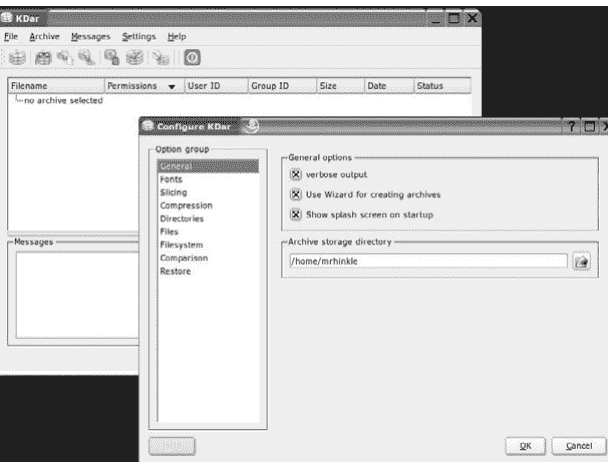 KDar
File Archive Messages Settings Help
Filename Permissions User ID Group ID Size Date Status
no archive selected
Messages
Configure KDar
Option group
General
Fonts
Slicing
Compression
Directories
Files
Filesystem
Comparison
Restore
General options
verbose output
Use Wizard for creating archives
Show splash screen on startup
Archive storage directory
/home/mrhinkle
OK Cancel